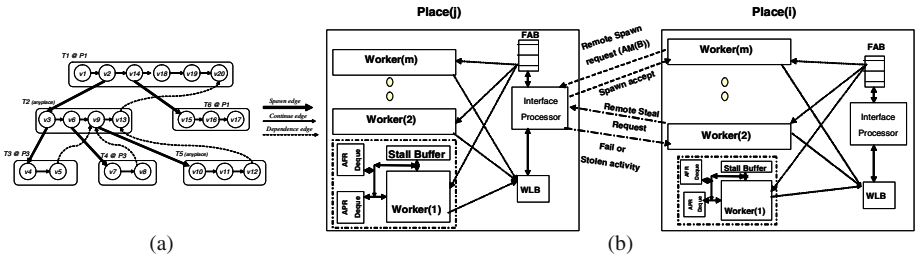 T1 @ P1
v1 v2 v14 v18 v19 v20
T2 (anyplace)
v3 v6 v9 v13
T6 @ P1
v15 v16 v17
T3 @ P3
v4 v5
T4 @ P3
v7 v8
T5 (anyplace)
v10 v11 v12
Spawn edge
Continue edge
Dependence edge
(a)
Place(j)
Worker(m)
FAB
Worker(2)
Interface
Processor
APR
Deque
Stall Buffer
APR
Deque
Worker(1)
WLB
Remote Spawn
request (AM(B))
Spawn accept
Remote Steal
Request
Fail or
Stolen activity
Place(i)
Worker(m)
FAB
Worker(2)
Interface
Processor
APR
Deque
Stall Buffer
APR
Deque
Worker(1)
WLB
(b)